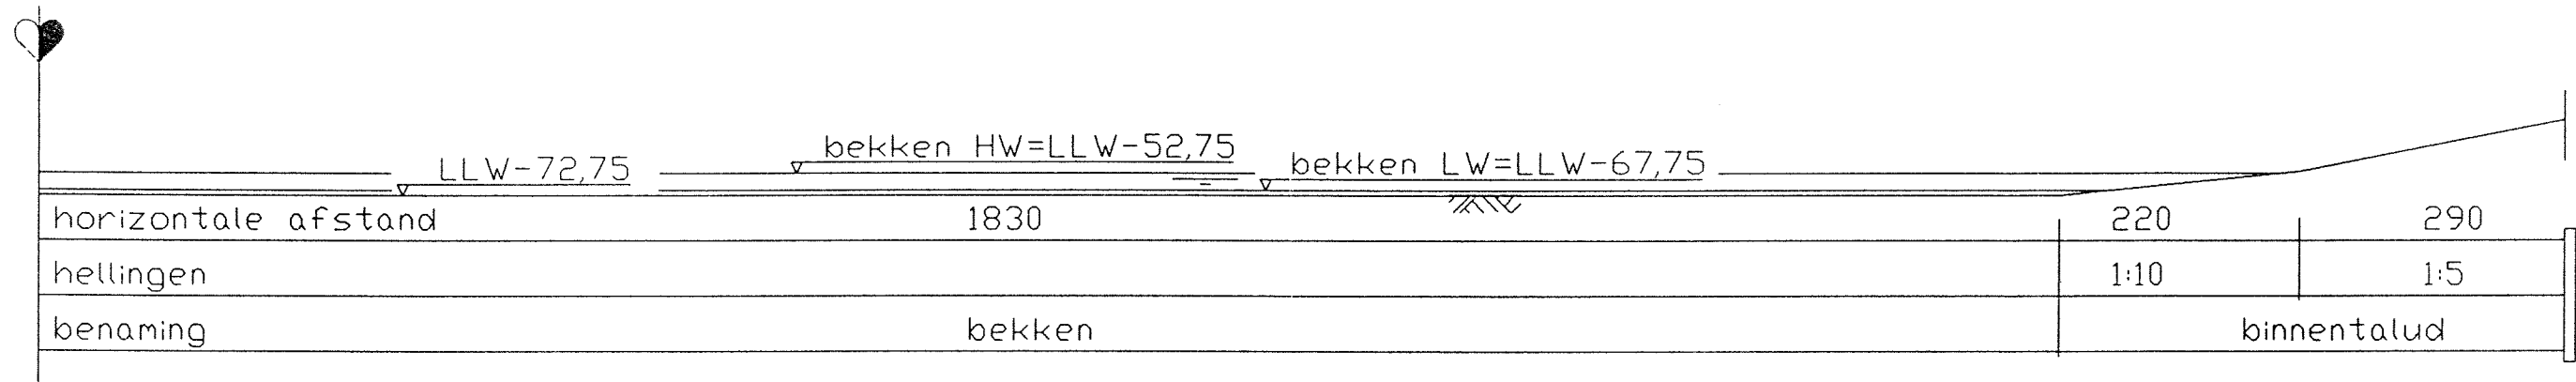 bekken HW=LLW-52,75
LLW-72,75
bekken LW=LLW-67,75
horizontale afstand 1830 220 290
hellingen 1:10 1:5
benaming bekken binnentalud